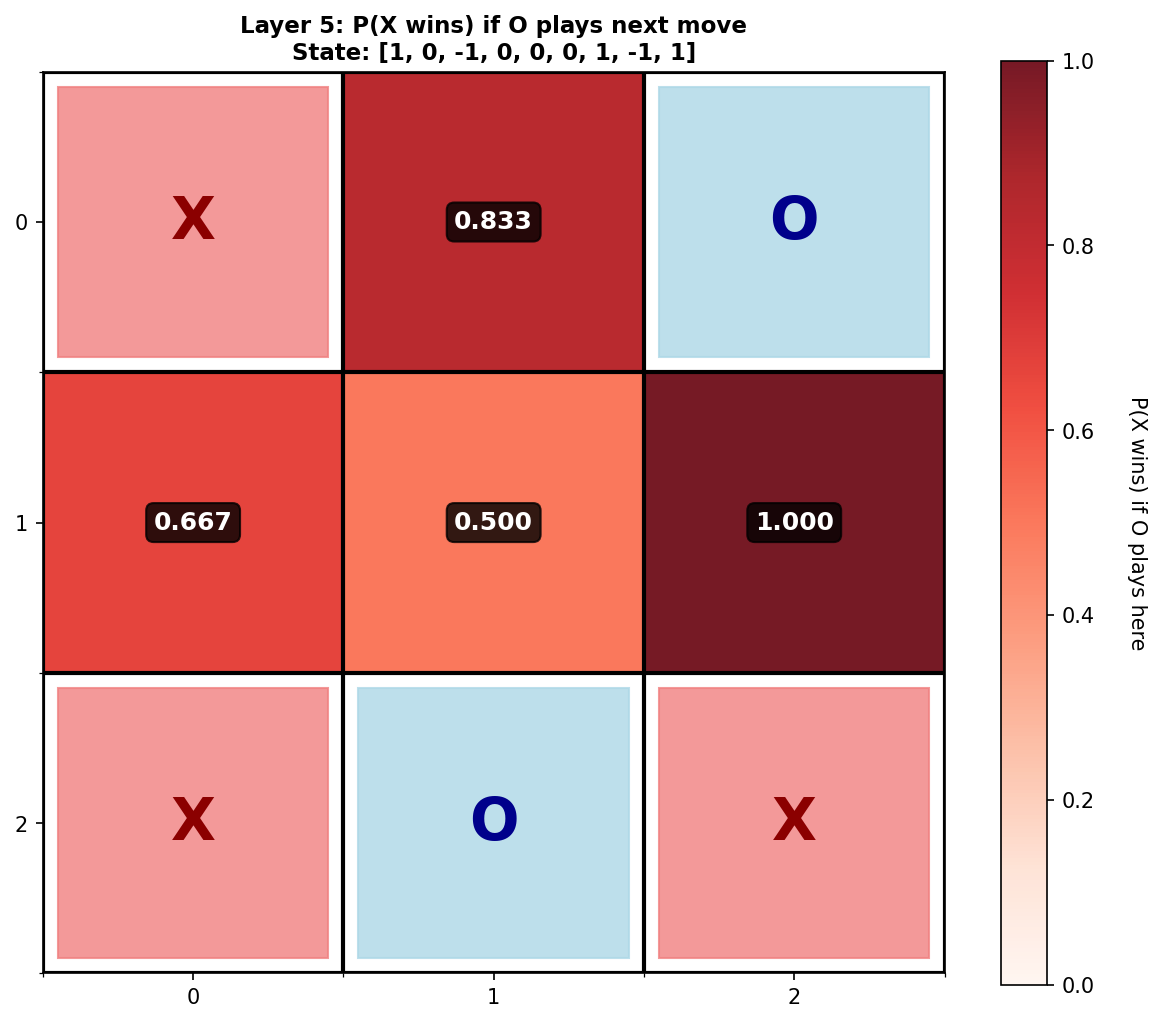 Layer 5: P(X wins) if O plays next move
State: [1, 0, -1, 0, 0, 0, 1, -1, 1]
X
0.833
O
0
0.667
0.500
1.000
1
X
O
X
2
0
1
2
1.0
0.8
0.6
0.4
0.2
0.0
P(X wins) if O plays here